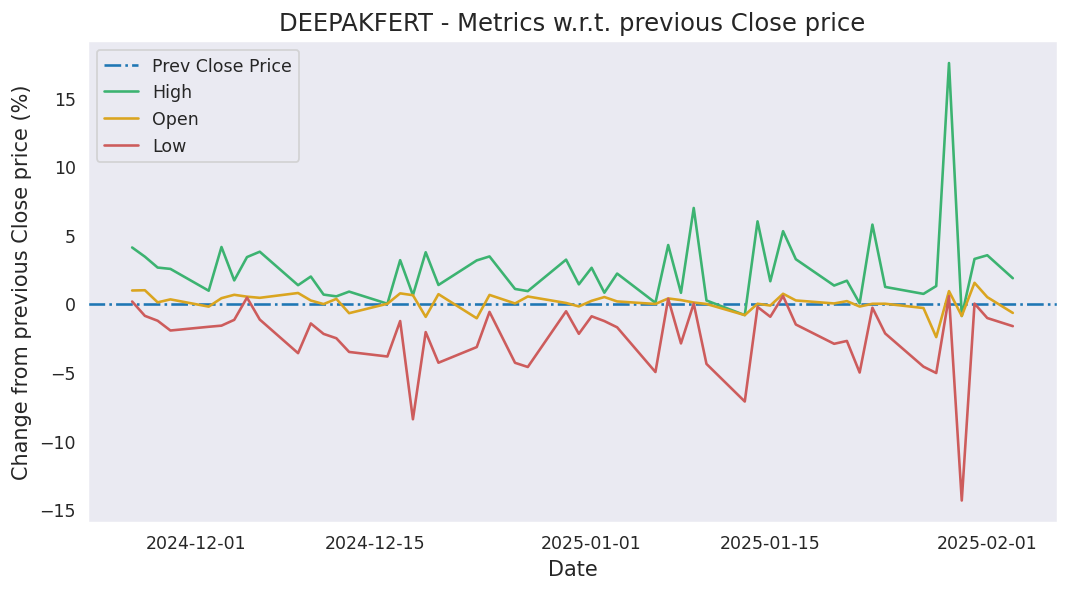 DEEPAKFERT - Metrics w.r.t. previous Close price
Prev Close Price
High
Open
Low
Change from previous Close price (%)
15
10
5
0
−5
−10
−15
2024-12-01
2024-12-15
2025-01-01
2025-01-15
2025-02-01
Date